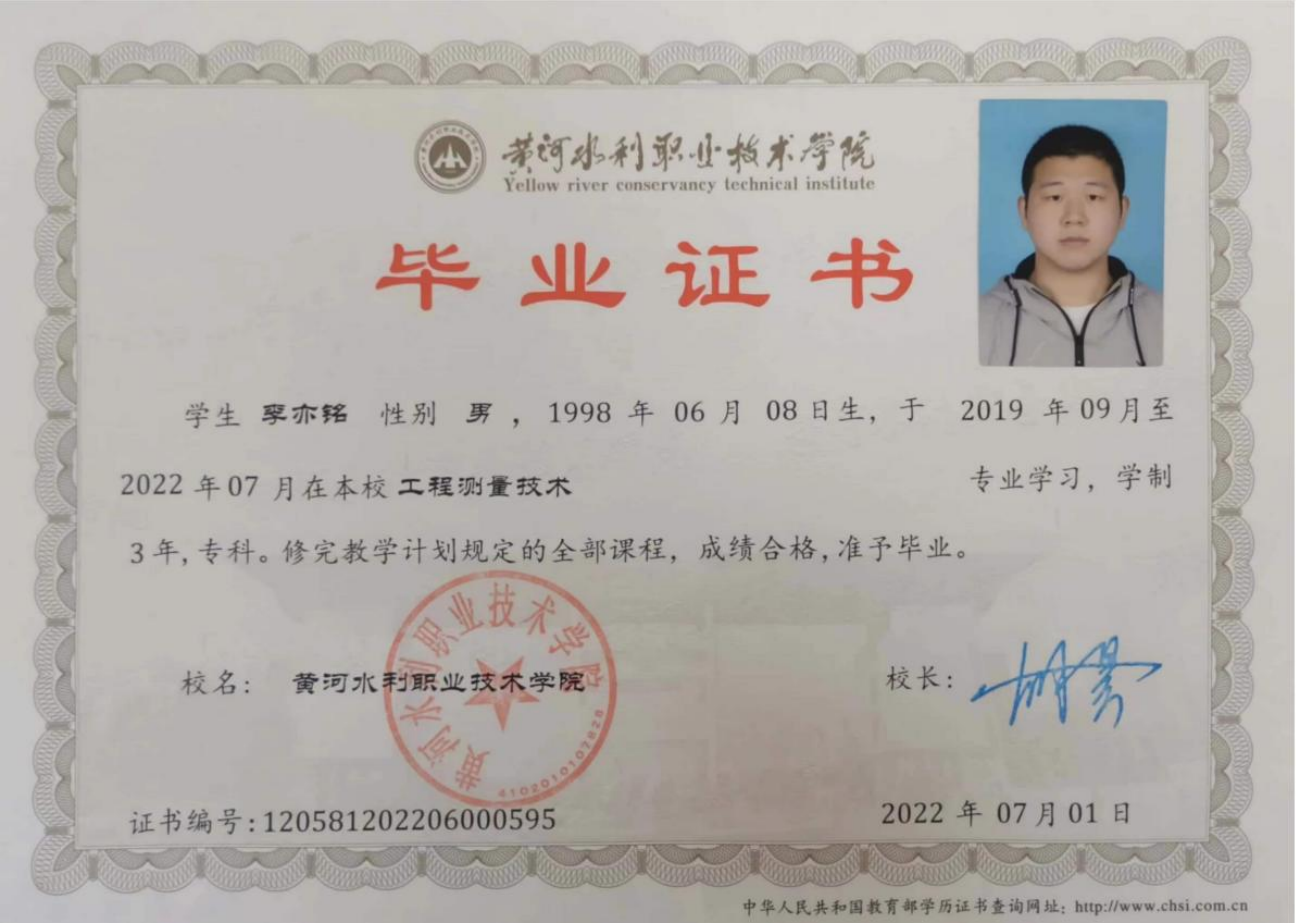 黄河水利职业技术学院
Yellow river conservancy technical institute
毕业证书
学生 李亦铭 性别 男 , 1998 年 06 月 08 日生, 于 2019 年 09 月至
2022 年 07 月在本校 工程测量技术 专业学习, 学制
3 年, 专科。修完教学计划规定的全部课程, 成绩合格, 准予毕业。
校名: 黄河水利职业技术学院
黄河水利职业技术学院
4102010107828
校长:
证书编号:120581202206000595
2022 年 07 月 01 日
中华人民共和国教育部学历证书查询网址: http://www.chsi.com.cn